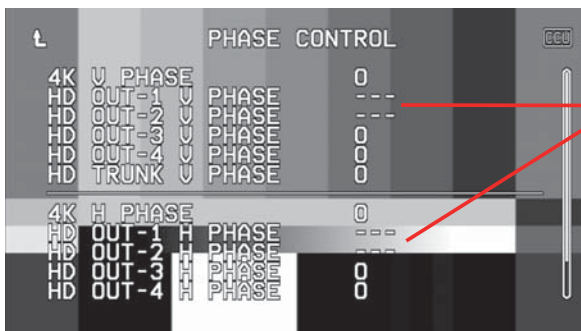 PHASE CONTROL CCU
4K V PHASE 0
HD OUT-1 V PHASE ---
HD OUT-2 V PHASE ---
HD OUT-3 V PHASE 0
HD OUT-4 V PHASE 0
HD TRUNK V PHASE 0
4K H PHASE 0
HD OUT-1 H PHASE ---
HD OUT-2 H PHASE ---
HD OUT-3 H PHASE 0
HD OUT-4 H PHASE 0